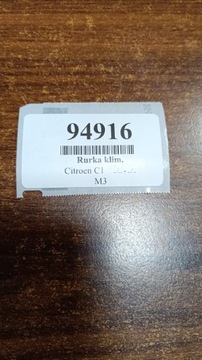 94916
Rurka klim.
Citroen C1
M3